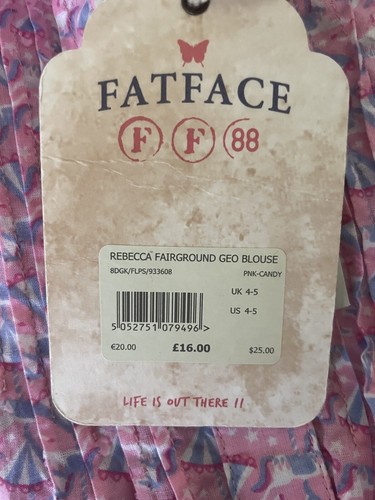 FATFACE
F F 88
REBECCA FAIRGROUND GEO BLOUSE
8DGK/FLPS/933608 PNK-CANDY
UK 4-5
US 4-5
5 052751 079496 >
€20.00 £16.00 $25.00
LIFE IS OUT THERE !!